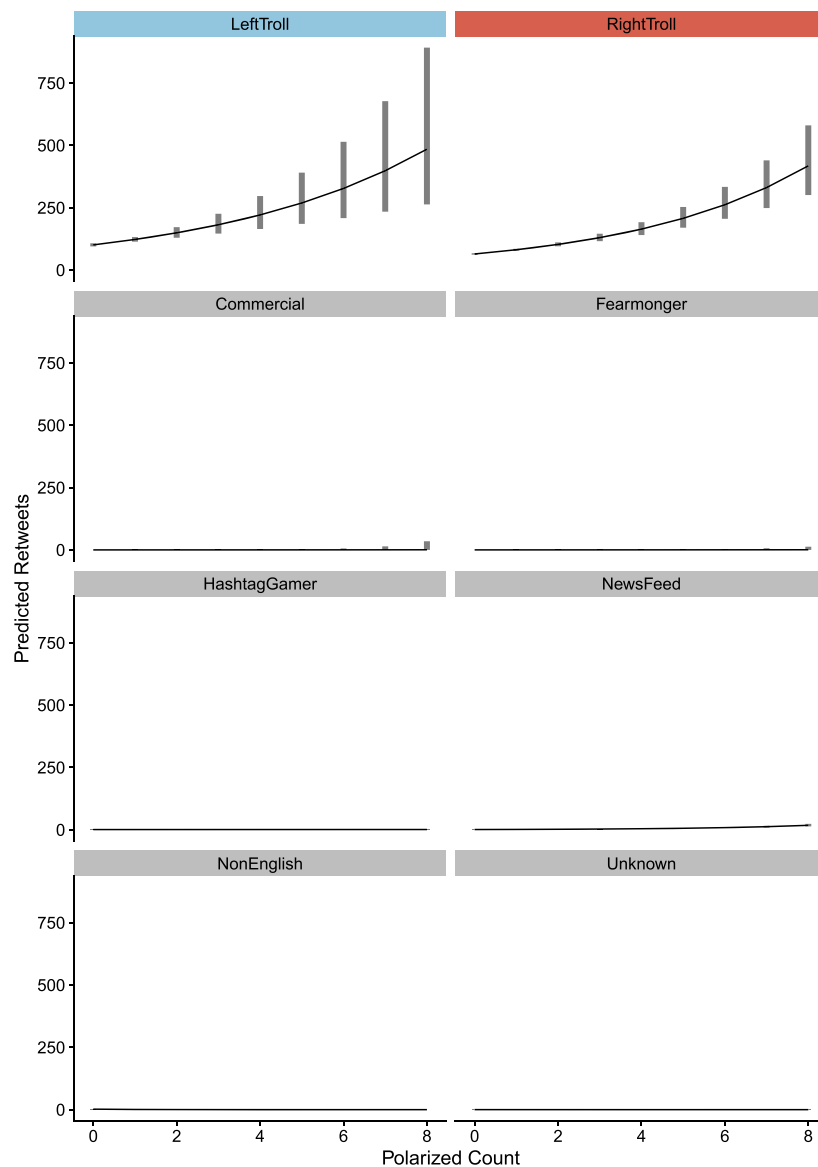 LeftTroll
RightTroll
750
500
250
0
Commercial
Fearmonger
750
500
250
0
HashtagGamer
NewsFeed
750
500
250
0
NonEnglish
Unknown
750
500
250
0
0 2 4 6 8 0 2 4 6 8
Polarized Count
Predicted Retweets